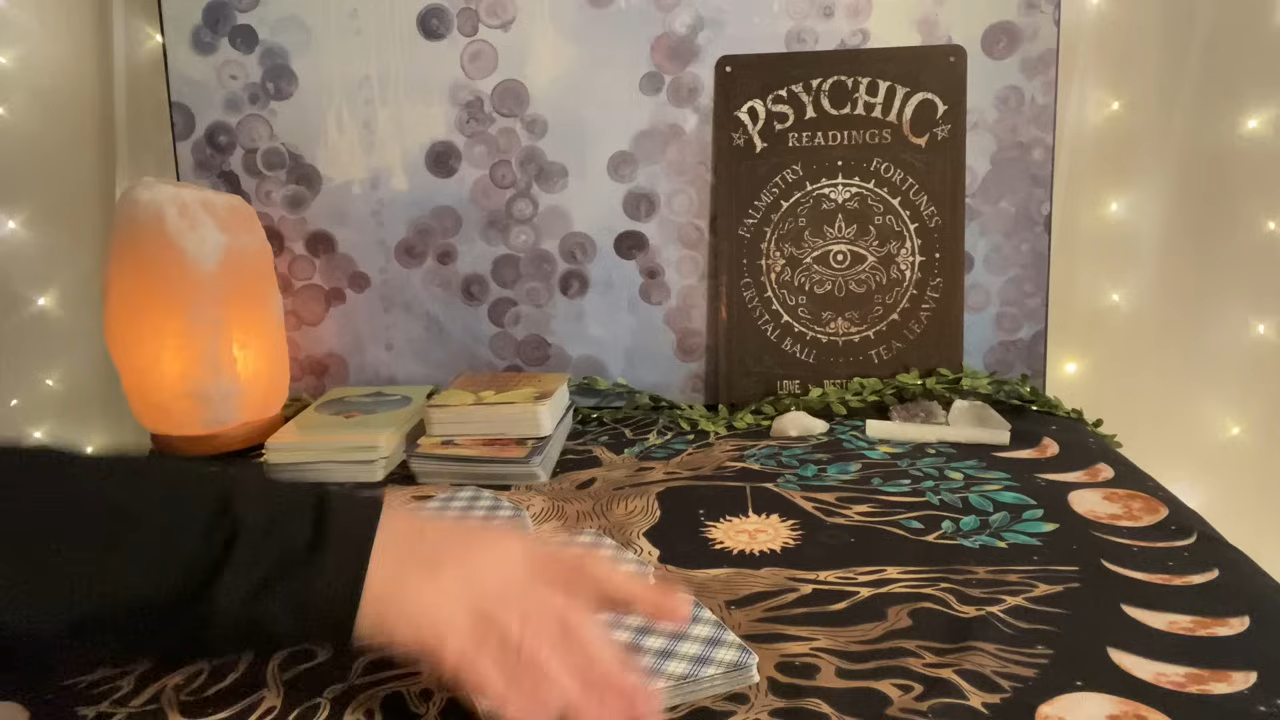 PSYCHIC
READINGS
PALMISTRY
FORTUNES
CRYSTAL BALL
TEA LEAVES
LOVE